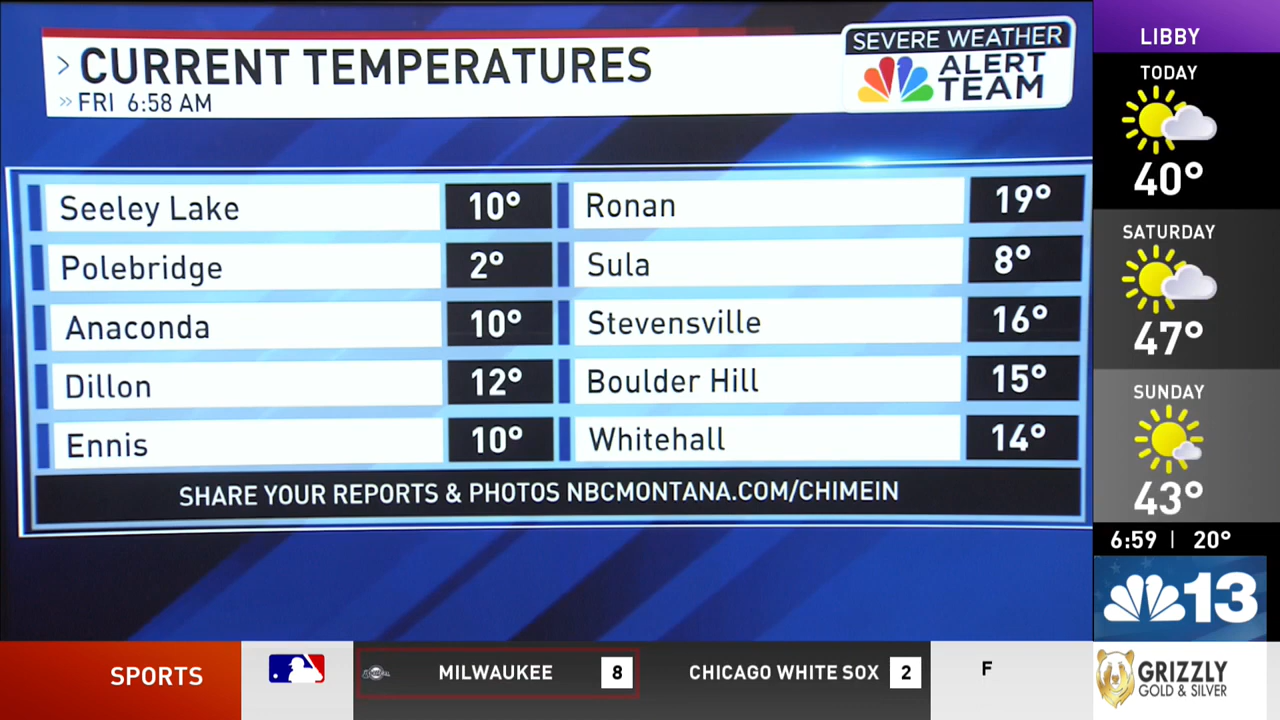 > CURRENT TEMPERATURES
» FRI 6:58 AM
SEVERE WEATHER
ALERT
TEAM
Seeley Lake 10°
Polebridge 2°
Anaconda 10°
Dillon 12°
Ennis 10°
Ronan 19°
Sula 8°
Stevensville 16°
Boulder Hill 15°
Whitehall 14°
SHARE YOUR REPORTS & PHOTOS NBCMONTANA.COM/CHIMEIN
LIBBY
TODAY
40°
SATURDAY
47°
SUNDAY
43°
6:59 | 20°
13
SPORTS
MILWAUKEE 8 CHICAGO WHITE SOX 2 F
GRIZZLY
GOLD & SILVER